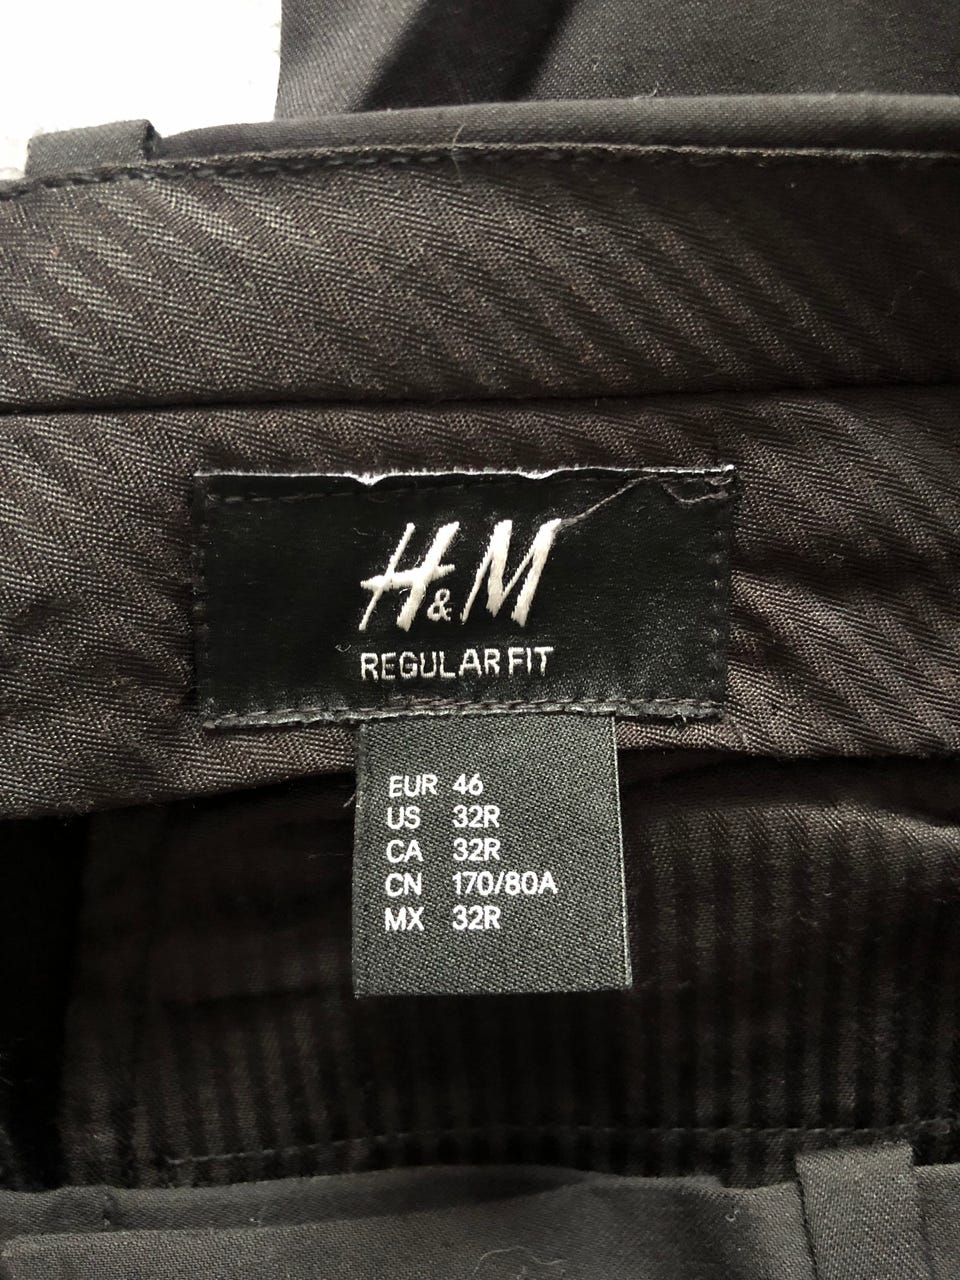 H&M
REGULAR FIT
EUR 46
US 32R
CA 32R
CN 170/80A
MX 32R